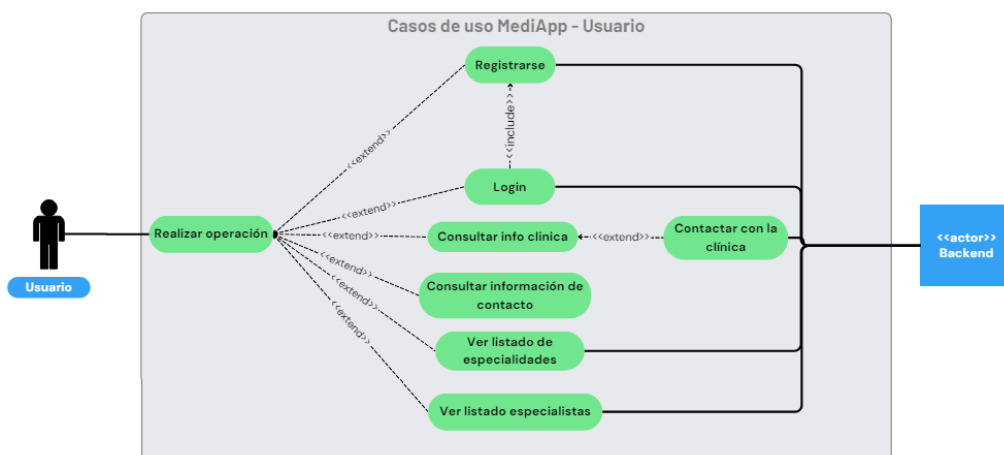 Casos de uso MediApp - Usuario
Registrarse
<<extend>>
<<include>>
Login
<<extend>>
Realizar operación
<<extend>>
Consultar info clinica
<<extend>>
Contactar con la
clínica
<<actor>>
Backend
Usuario
<<extend>>
Consultar información de
contacto
<<extend>>
<<extend>>
Ver listado de
especialidades
Ver listado especialistas